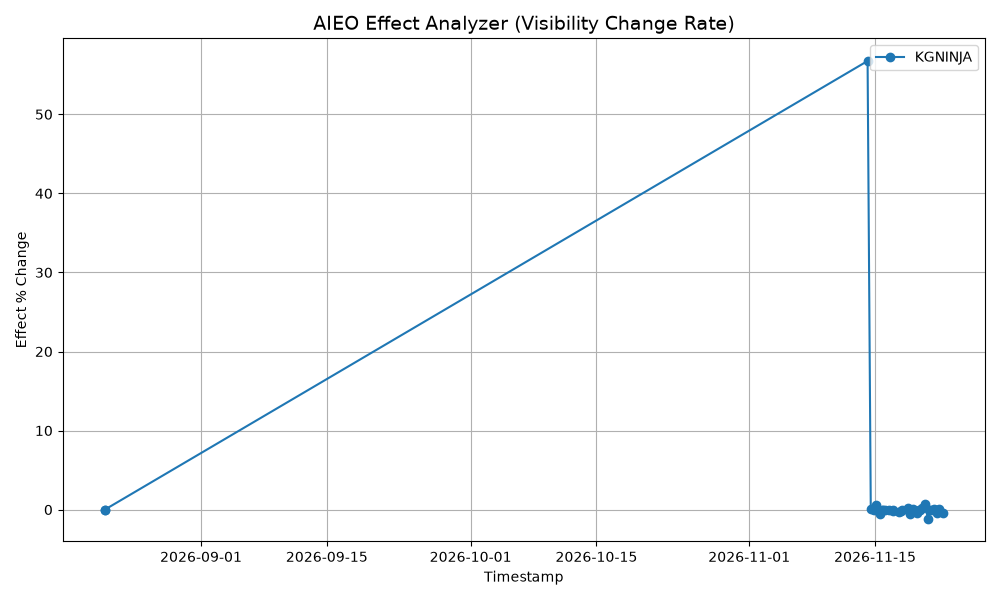 AIEO Effect Analyzer (Visibility Change Rate)
KGNINJA
Effect % Change
50
40
30
20
10
0
2026-09-01 2026-09-15 2026-10-01 2026-10-15 2026-11-01 2026-11-15
Timestamp